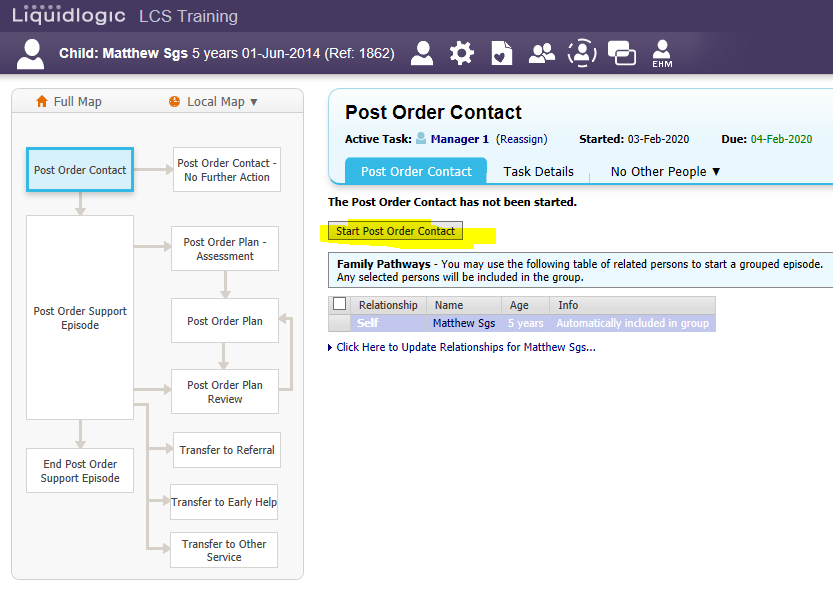 Liquidlogic LCS Training
Child: Matthew Sgs 5 years 01-Jun-2014 (Ref: 1862)
EHM
Full Map
Local Map ▼
Post Order Contact
Post Order Contact -
No Further Action
Post Order Support
Episode
Post Order Plan -
Assessment
Post Order Plan
Post Order Plan
Review
End Post Order
Support Episode
Transfer to Referral
Transfer to Early Help
Transfer to Other
Service
Post Order Contact
Active Task: Manager 1 (Reassign) Started: 03-Feb-2020 Due: 04-Feb-2020
Post Order Contact Task Details No Other People ▼
The Post Order Contact has not been started.
Start Post Order Contact
Family Pathways - You may use the following table of related persons to start a grouped episode.
Any selected persons will be included in the group.
Relationship Name Age Info
Self Matthew Sgs 5 years Automatically included in group
Click Here to Update Relationships for Matthew Sgs...